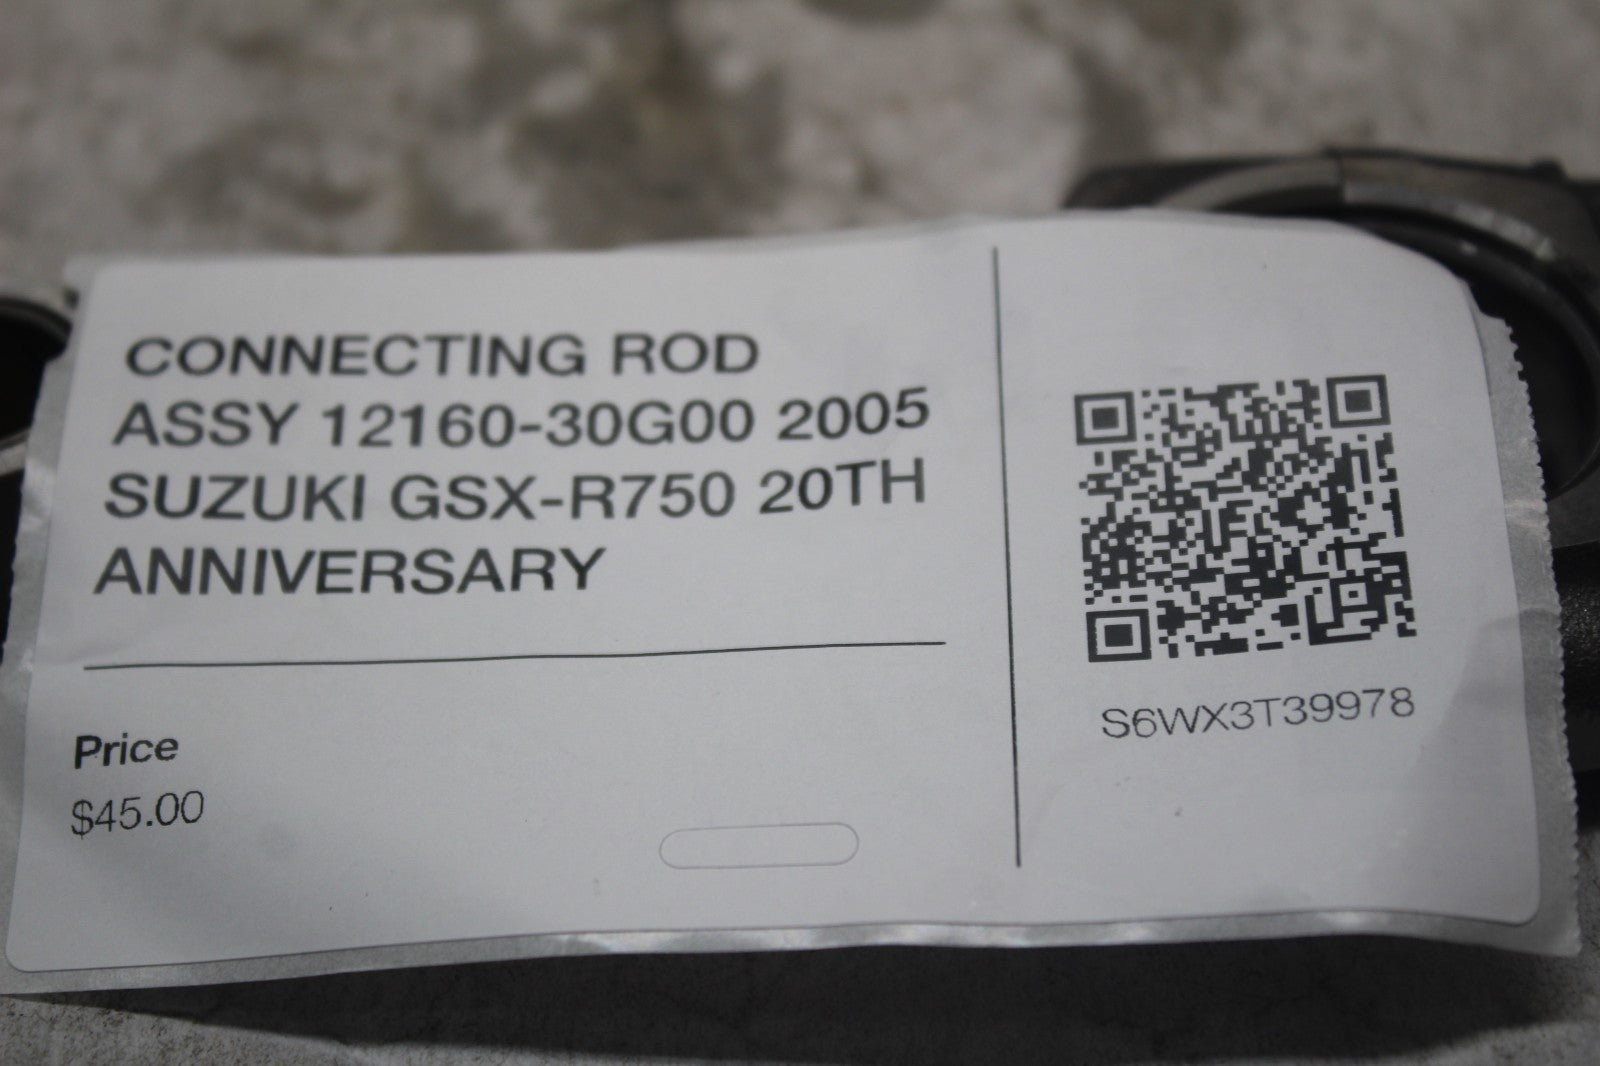 CONNECTING ROD
ASSY 12160-30G00 2005
SUZUKI GSX-R750 20TH
ANNIVERSARY
Price
$45.00
S6WX3T39978